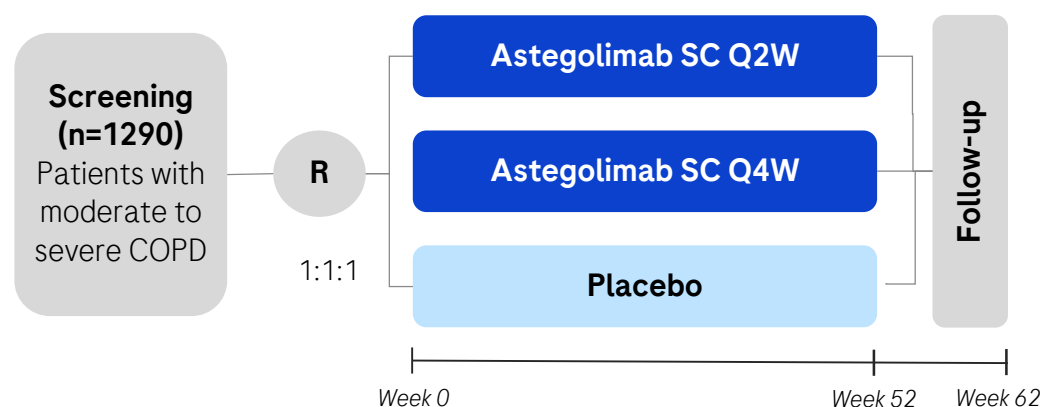 Screening
(n=1290)
Patients with
moderate to
severe COPD
R
1:1:1
Astegolimab SC Q2W
Astegolimab SC Q4W
Placebo
Follow-up
Week 0
Week 52
Week 62